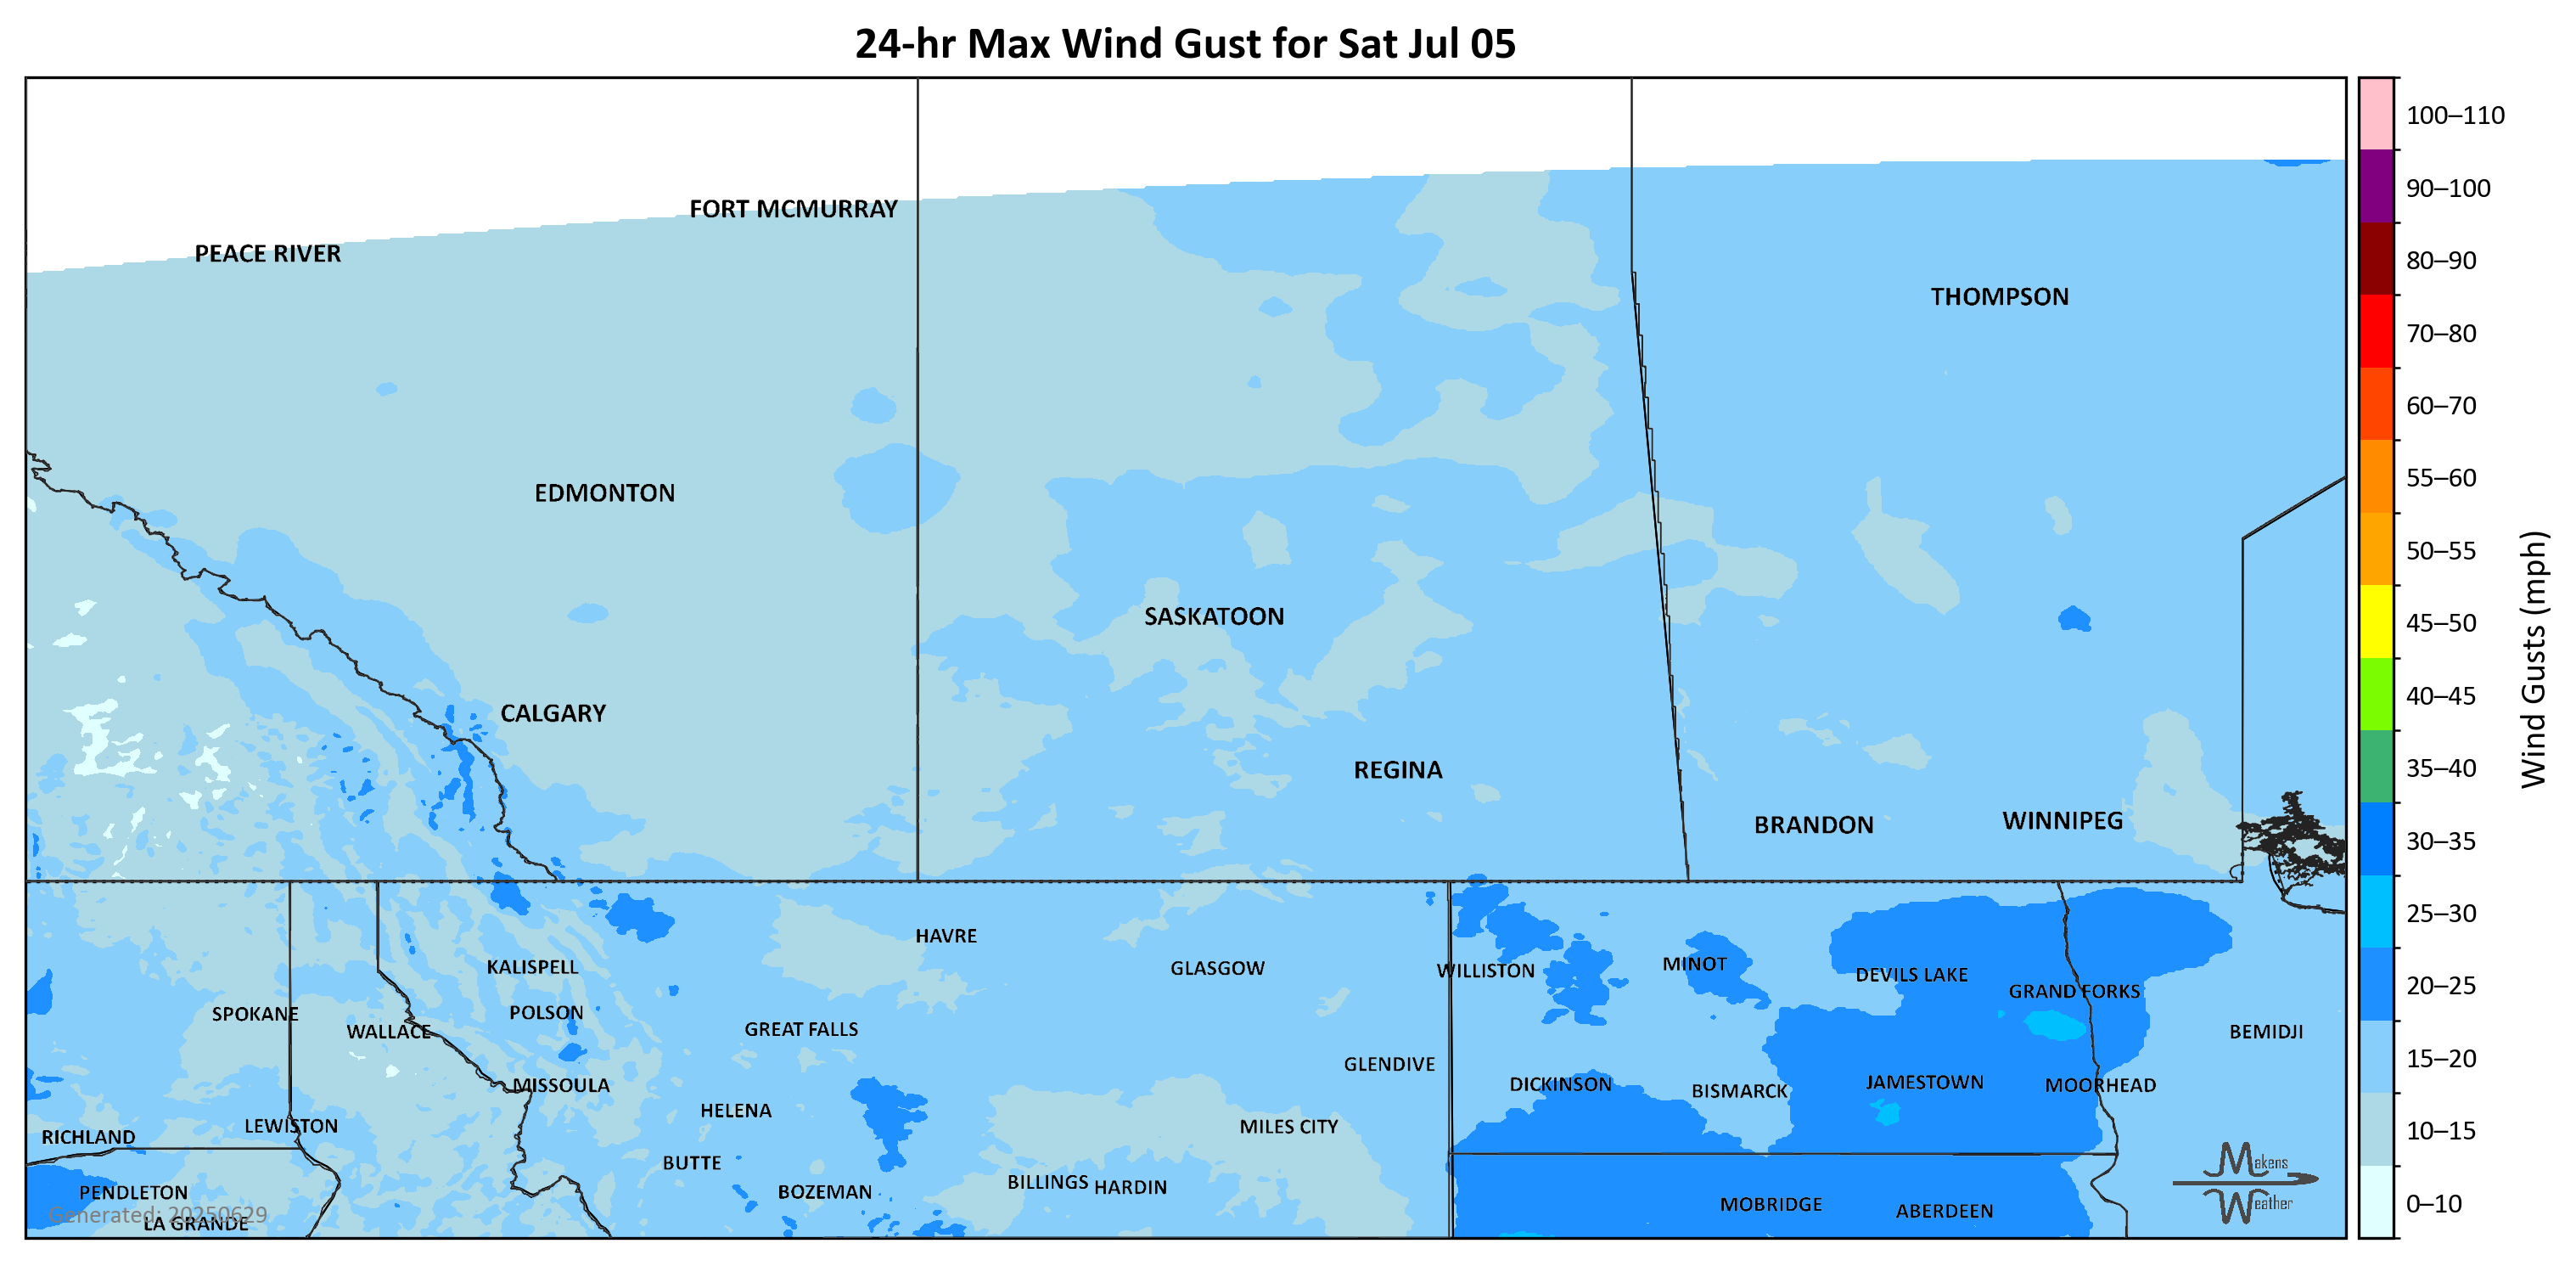 24-hr Max Wind Gust for Sat Jul 05
FORT MCMURRAY
PEACE RIVER
THOMPSON
EDMONTON
SASKATOON
CALGARY
REGINA
WINNIPEG
BRANDON
HAVRE
KALISPELL
GLASGOW
WILLISTON
MINOT
DEVILS LAKE
GRAND FORKS
SPOKANE
POLSON
WALLACE
GREAT FALLS
BEMIDJI
GLENDIVE
MISSOULA
DICKINSON
BISMARCK
JAMESTOWN
MOORHEAD
HELENA
LEWISTON
MILES CITY
RICHLAND
BUTTE
PENDLETON
BOZEMAN
BILLINGS
HARDIN
MOBRIDGE
ABERDEEN
Generated: 20250629
LA GRANDE
Makens
Weather
100–110
90–100
80–90
70–80
60–70
55–60
50–55
45–50
40–45
35–40
30–35
25–30
20–25
15–20
10–15
0–10
Wind Gusts (mph)